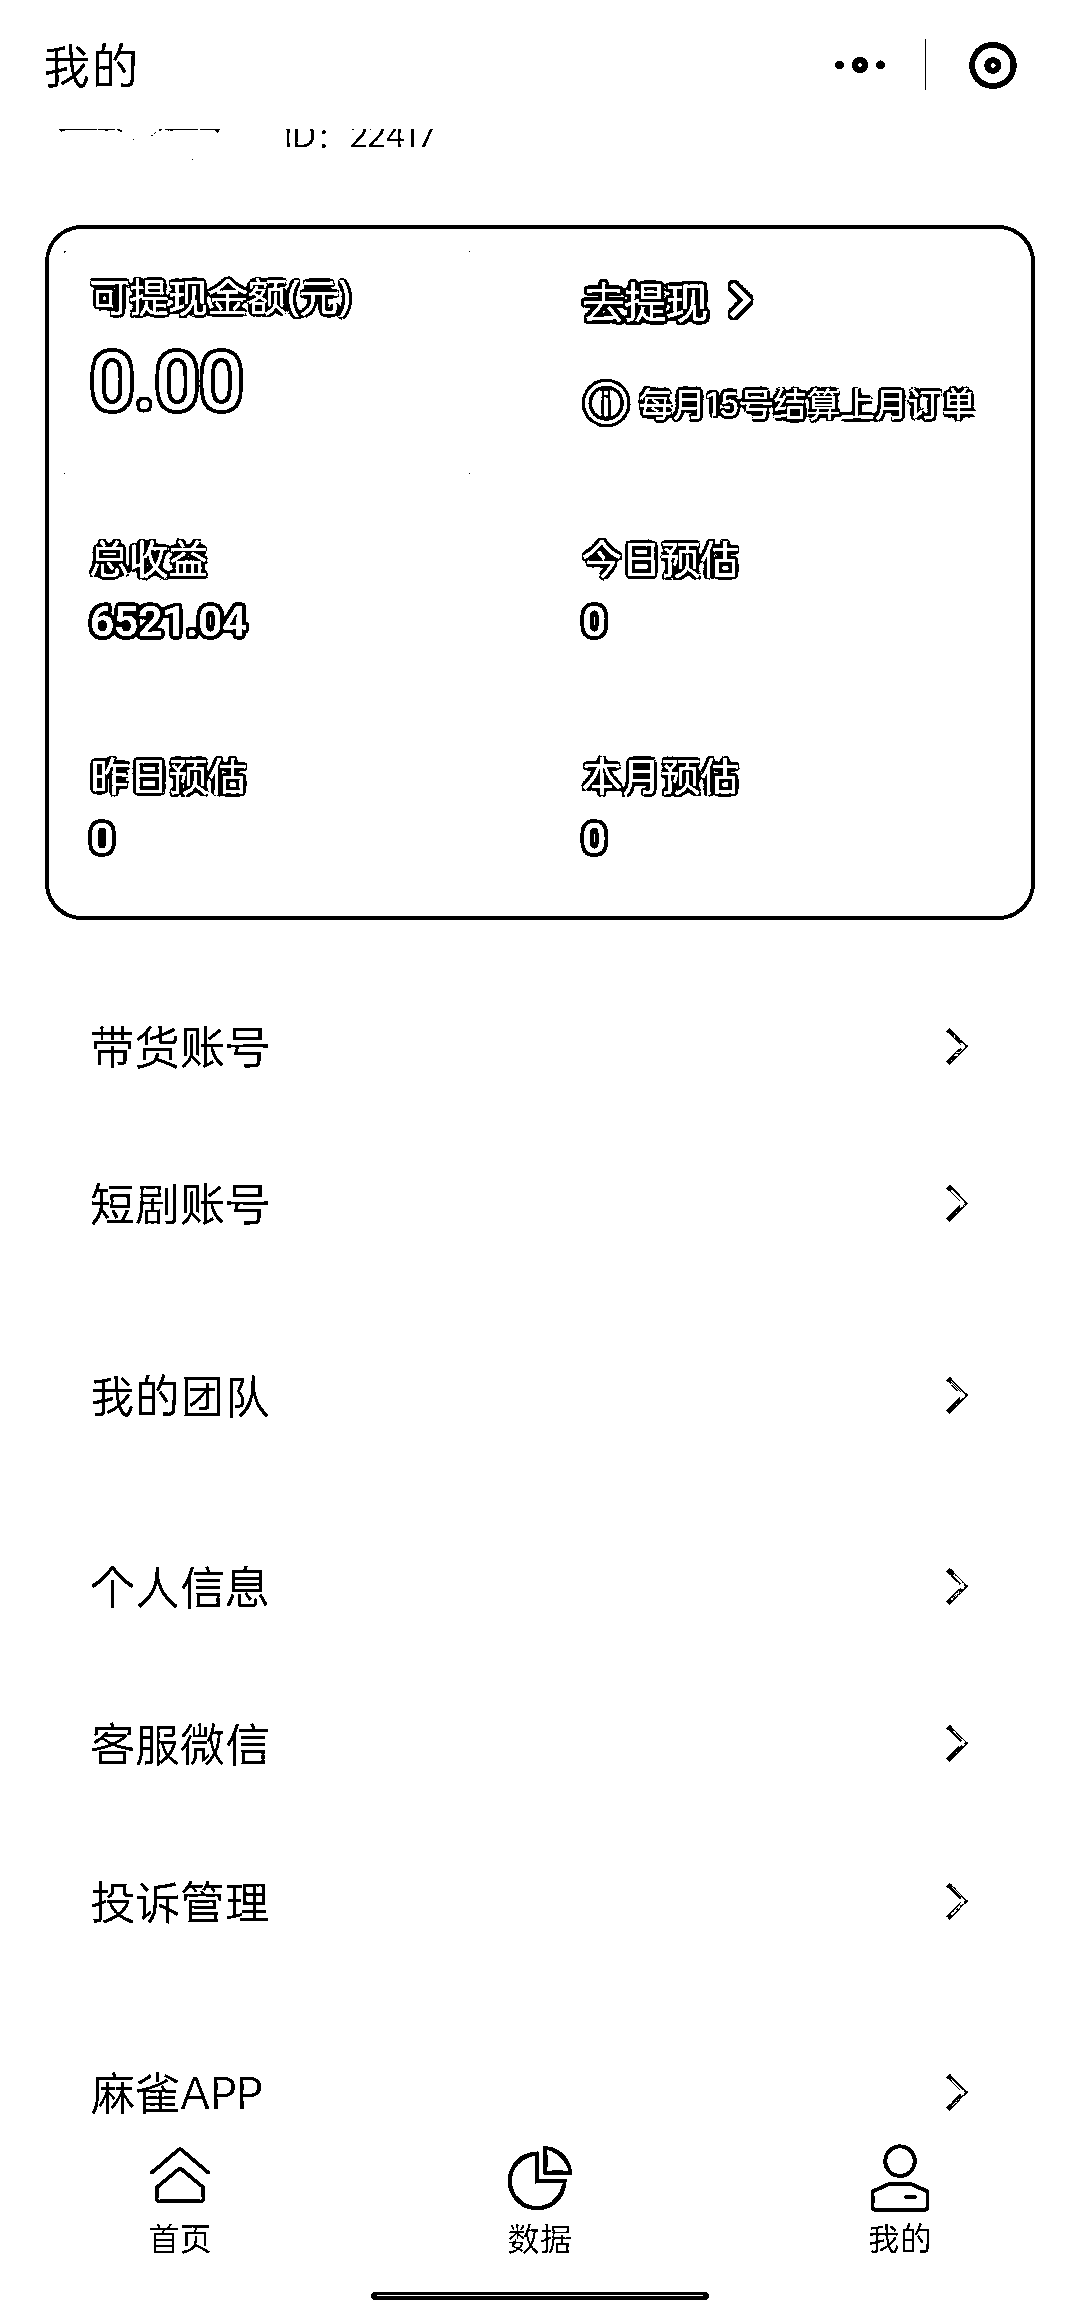 我的
ID：22417
可提现金额(元)
去提现
0.00
每月15号结算上月订单
总收益
今日预估
6521.04
0
昨日预估
本月预估
0
0
带货账号
短剧账号
我的团队
个人信息
客服微信
投诉管理
麻雀APP
首页
数据
我的